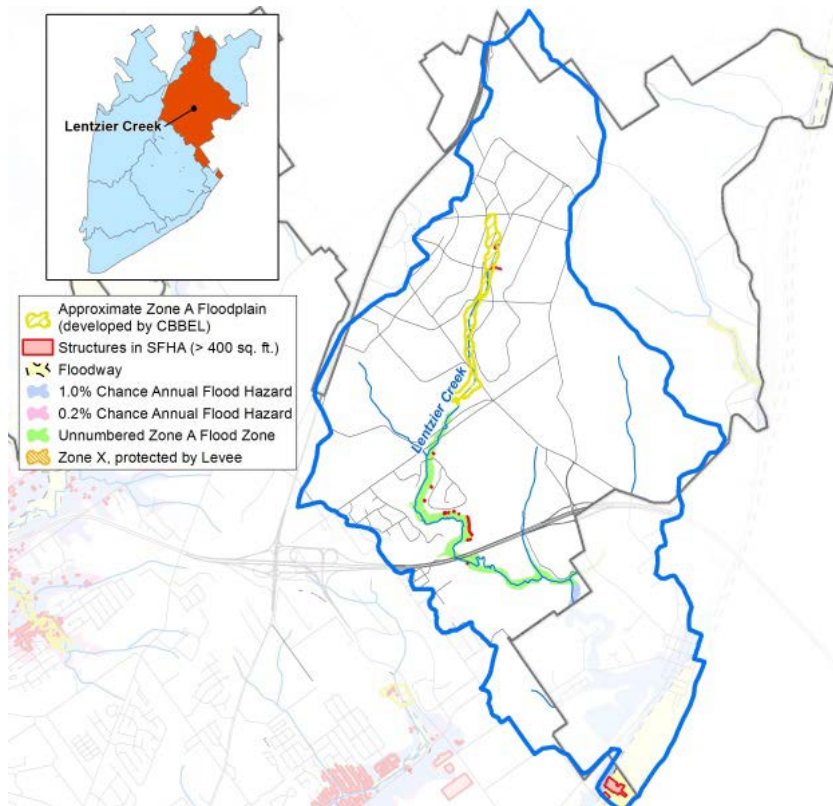 Lentzier Creek
Approximate Zone A Floodplain
(developed by CBBEL)
Structures in SFHA (> 400 sq. ft.)
Floodway
1.0% Chance Annual Flood Hazard
0.2% Chance Annual Flood Hazard
Unnumbered Zone A Flood Zone
Zone X, protected by Levee
Lentzier Creek